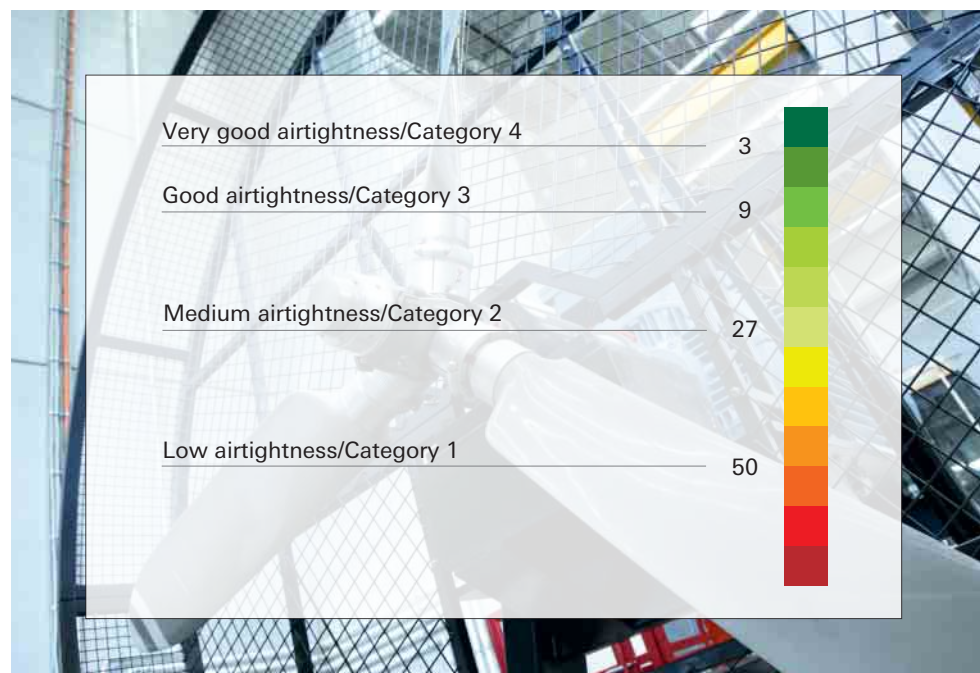 Very good airtightness/Category 4
3
Good airtightness/Category 3
9
Medium airtightness/Category 2
27
Low airtightness/Category 1
50